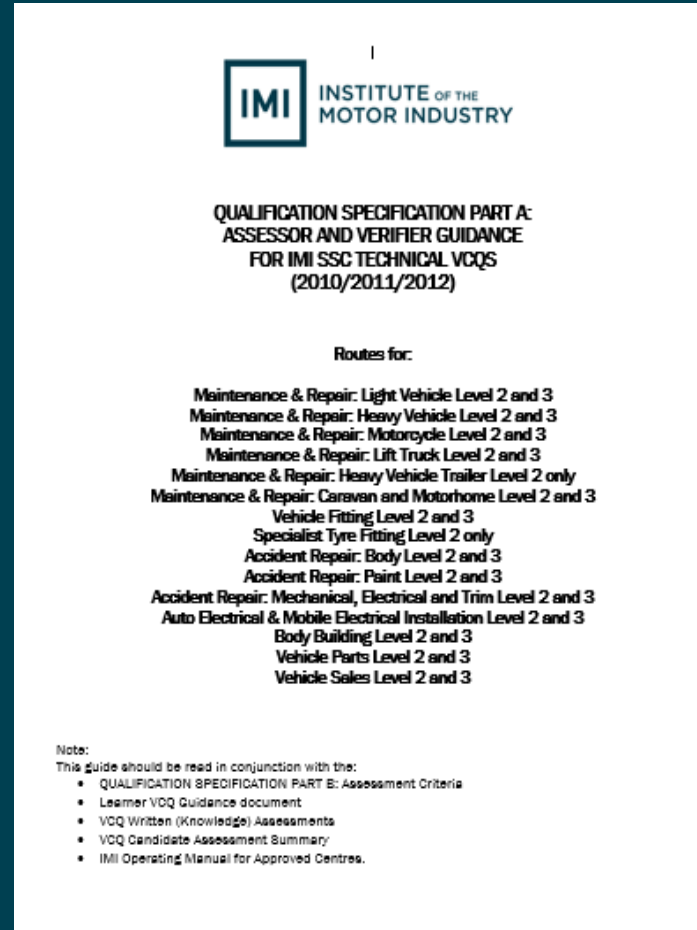 IMI
INSTITUTE OF THE
MOTOR INDUSTRY
QUALIFICATION SPECIFICATION PART A:
ASSESSOR AND VERIFIER GUIDANCE
FOR IMI SSC TECHNICAL VCQS
(2010/2011/2012)
Routes for:
Maintenance & Repair: Light Vehicle Level 2 and 3
Maintenance & Repair: Heavy Vehicle Level 2 and 3
Maintenance & Repair: Motorcycle Level 2 and 3
Maintenance & Repair: Lift Truck Level 2 and 3
Maintenance & Repair: Heavy Vehicle Trailer Level 2 only
Maintenance & Repair: Caravan and Motorhome Level 2 and 3
Vehicle Fitting Level 2 and 3
Specialist Tyre Fitting Level 2 only
Accident Repair: Body Level 2 and 3
Accident Repair: Paint Level 2 and 3
Accident Repair: Mechanical, Electrical and Trim Level 2 and 3
Auto Electrical & Mobile Electrical Installation Level 2 and 3
Body Building Level 2 and 3
Vehicle Parts Level 2 and 3
Vehicle Sales Level 2 and 3
Note:
This guide should be read in conjunction with the:
• QUALIFICATION SPECIFICATION PART B: Assessment Criteria
• Learner VCQ Guidance document
• VCQ Written (Knowledge) Assessments
• VCQ Candidate Assessment Summary
• IMI Operating Manual for Approved Centres.